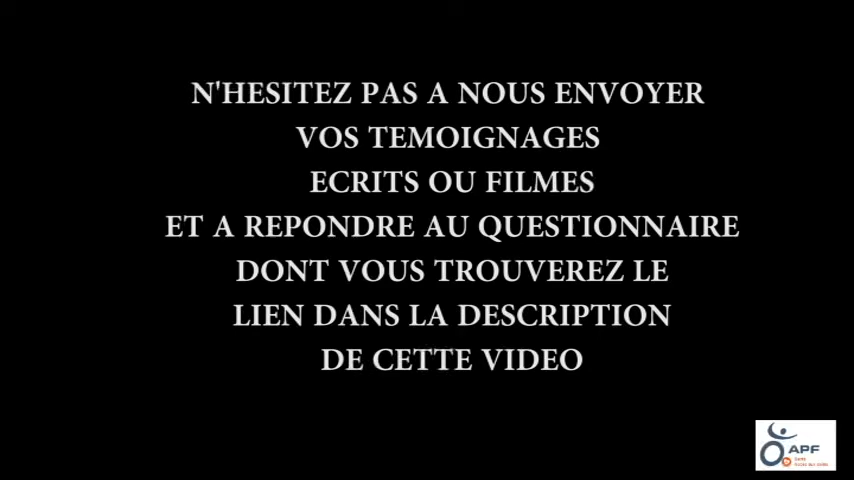 N'HESITEZ PAS A NOUS ENVOYER
VOS TEMOIGNAGES
ECRITS OU FILMES
ET A REPONDRE AU QUESTIONNAIRE
DONT VOUS TROUVEREZ LE
LIEN DANS LA DESCRIPTION
DE CETTE VIDEO
APF